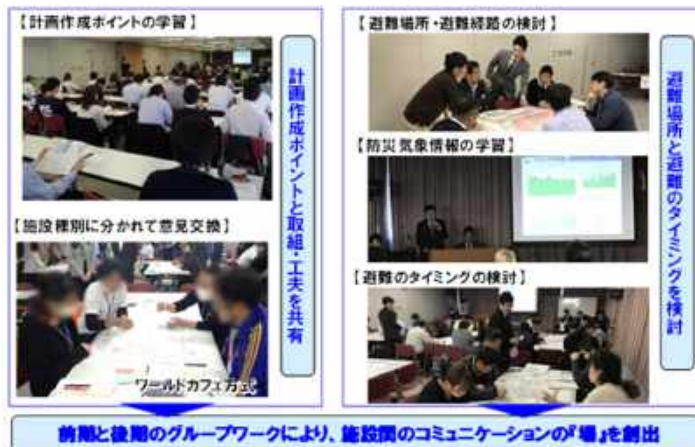 【計画作成ポイントの学習】
【施設種別に分かれて意見交換】
ワールドカフェ方式
計画作成ポイントと取組・工夫を共有
【避難場所・避難経路の検討】
【防災気象情報の学習】
【避難のタイミングの検討】
避難場所と避難のタイミングを検討
前期と後期のグループワークにより、施設間のコミュニケーションの『場』を創出